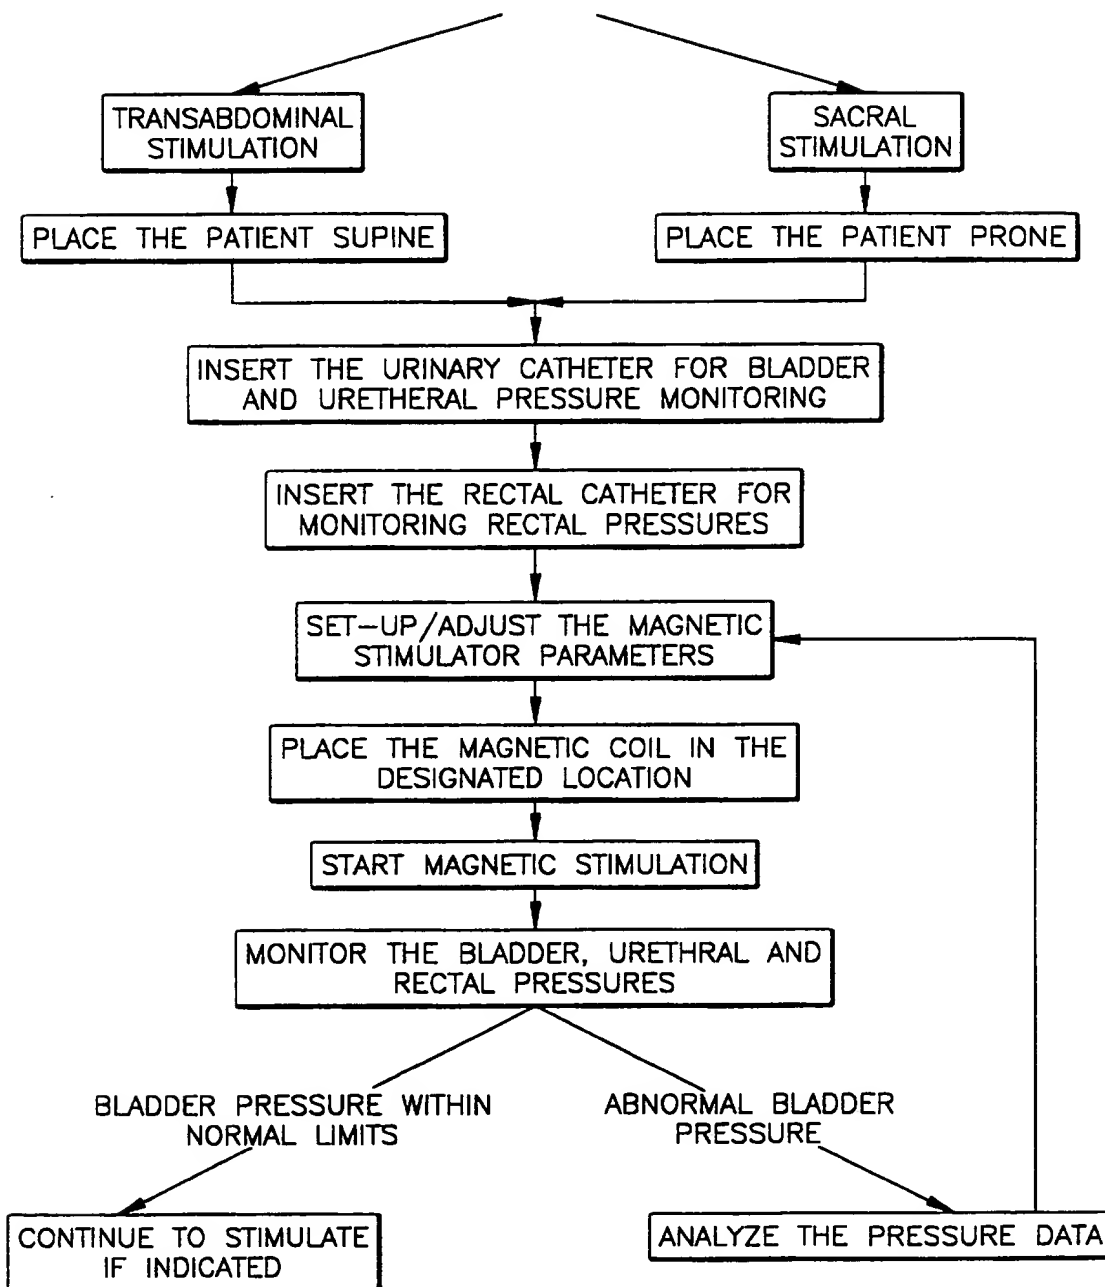 TRANSABDOMINAL
STIMULATION
SACRAL
STIMULATION
PLACE THE PATIENT SUPINE
PLACE THE PATIENT PRONE
INSERT THE URINARY CATHETER FOR BLADDER
AND URETHERAL PRESSURE MONITORING
INSERT THE RECTAL CATHETER FOR
MONITORING RECTAL PRESSURES
SET-UP/ADJUST THE MAGNETIC
STIMULATOR PARAMETERS
PLACE THE MAGNETIC COIL IN THE
DESIGNATED LOCATION
START MAGNETIC STIMULATION
MONITOR THE BLADDER, URETHRAL AND
RECTAL PRESSURES
BLADDER PRESSURE WITHIN
NORMAL LIMITS
ABNORMAL BLADDER
PRESSURE
CONTINUE TO STIMULATE
IF INDICATED
ANALYZE THE PRESSURE DATA